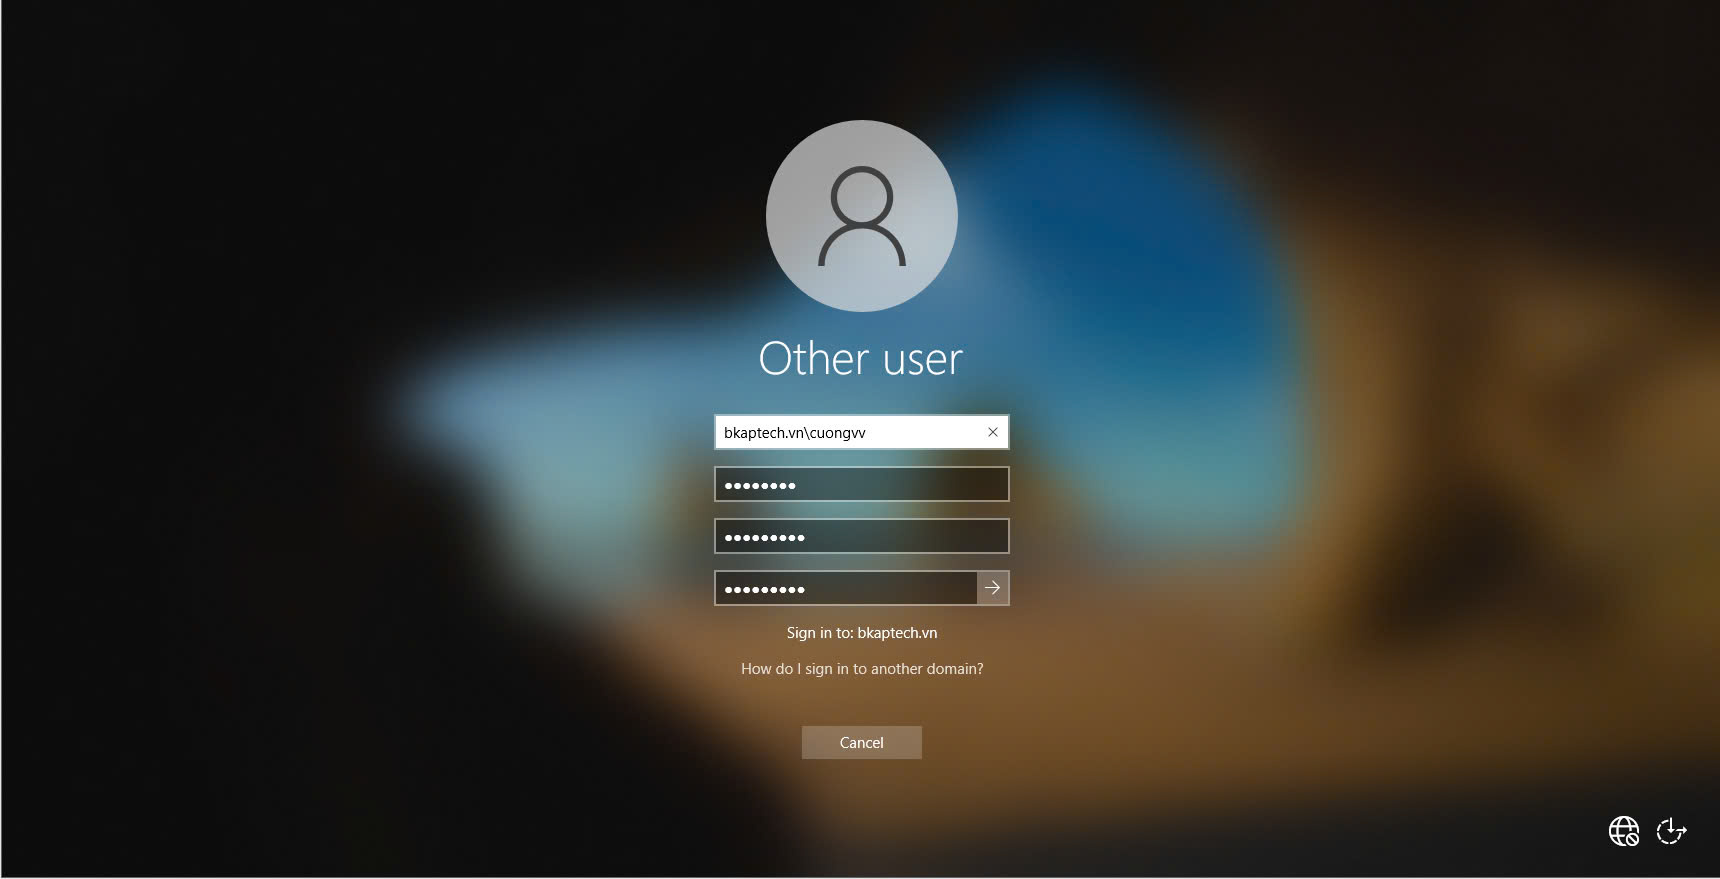 Other user
bkaptech.vn\cuongvv
Sign in to: bkaptech.vn
How do I sign in to another domain?
Cancel